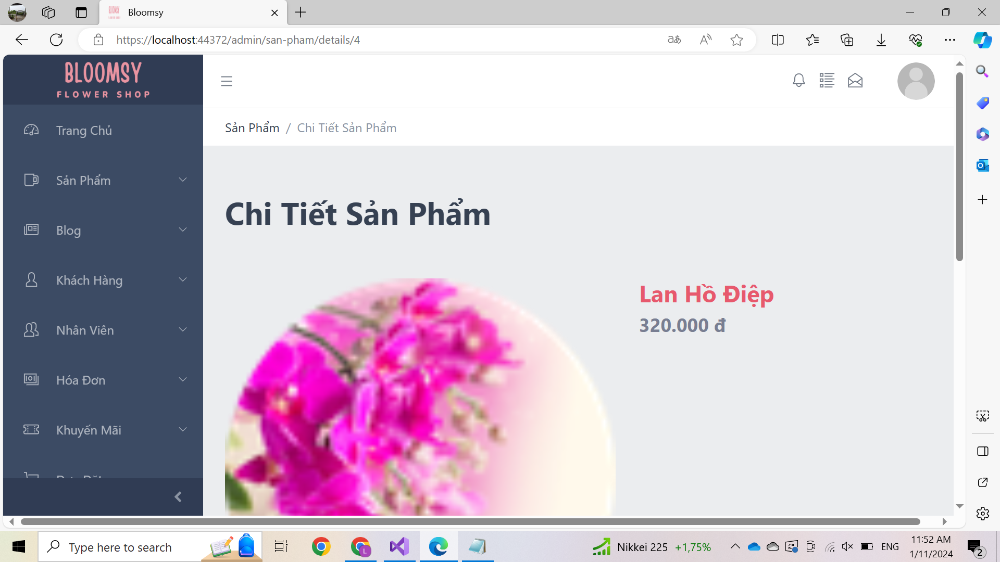 Bloomsy
https://localhost:44372/admin/san-pham/details/4
BLOOMSY
FLOWER SHOP
Trang Chủ
Sản Phẩm
Blog
Khách Hàng
Nhân Viên
Hóa Đơn
Khuyến Mãi
Sản Phẩm / Chi Tiết Sản Phẩm
Chi Tiết Sản Phẩm
Lan Hồ Điệp
320.000 đ
Type here to search
L
Nikkei 225 +1,75%
ENG
11:52 AM
1/11/2024
2